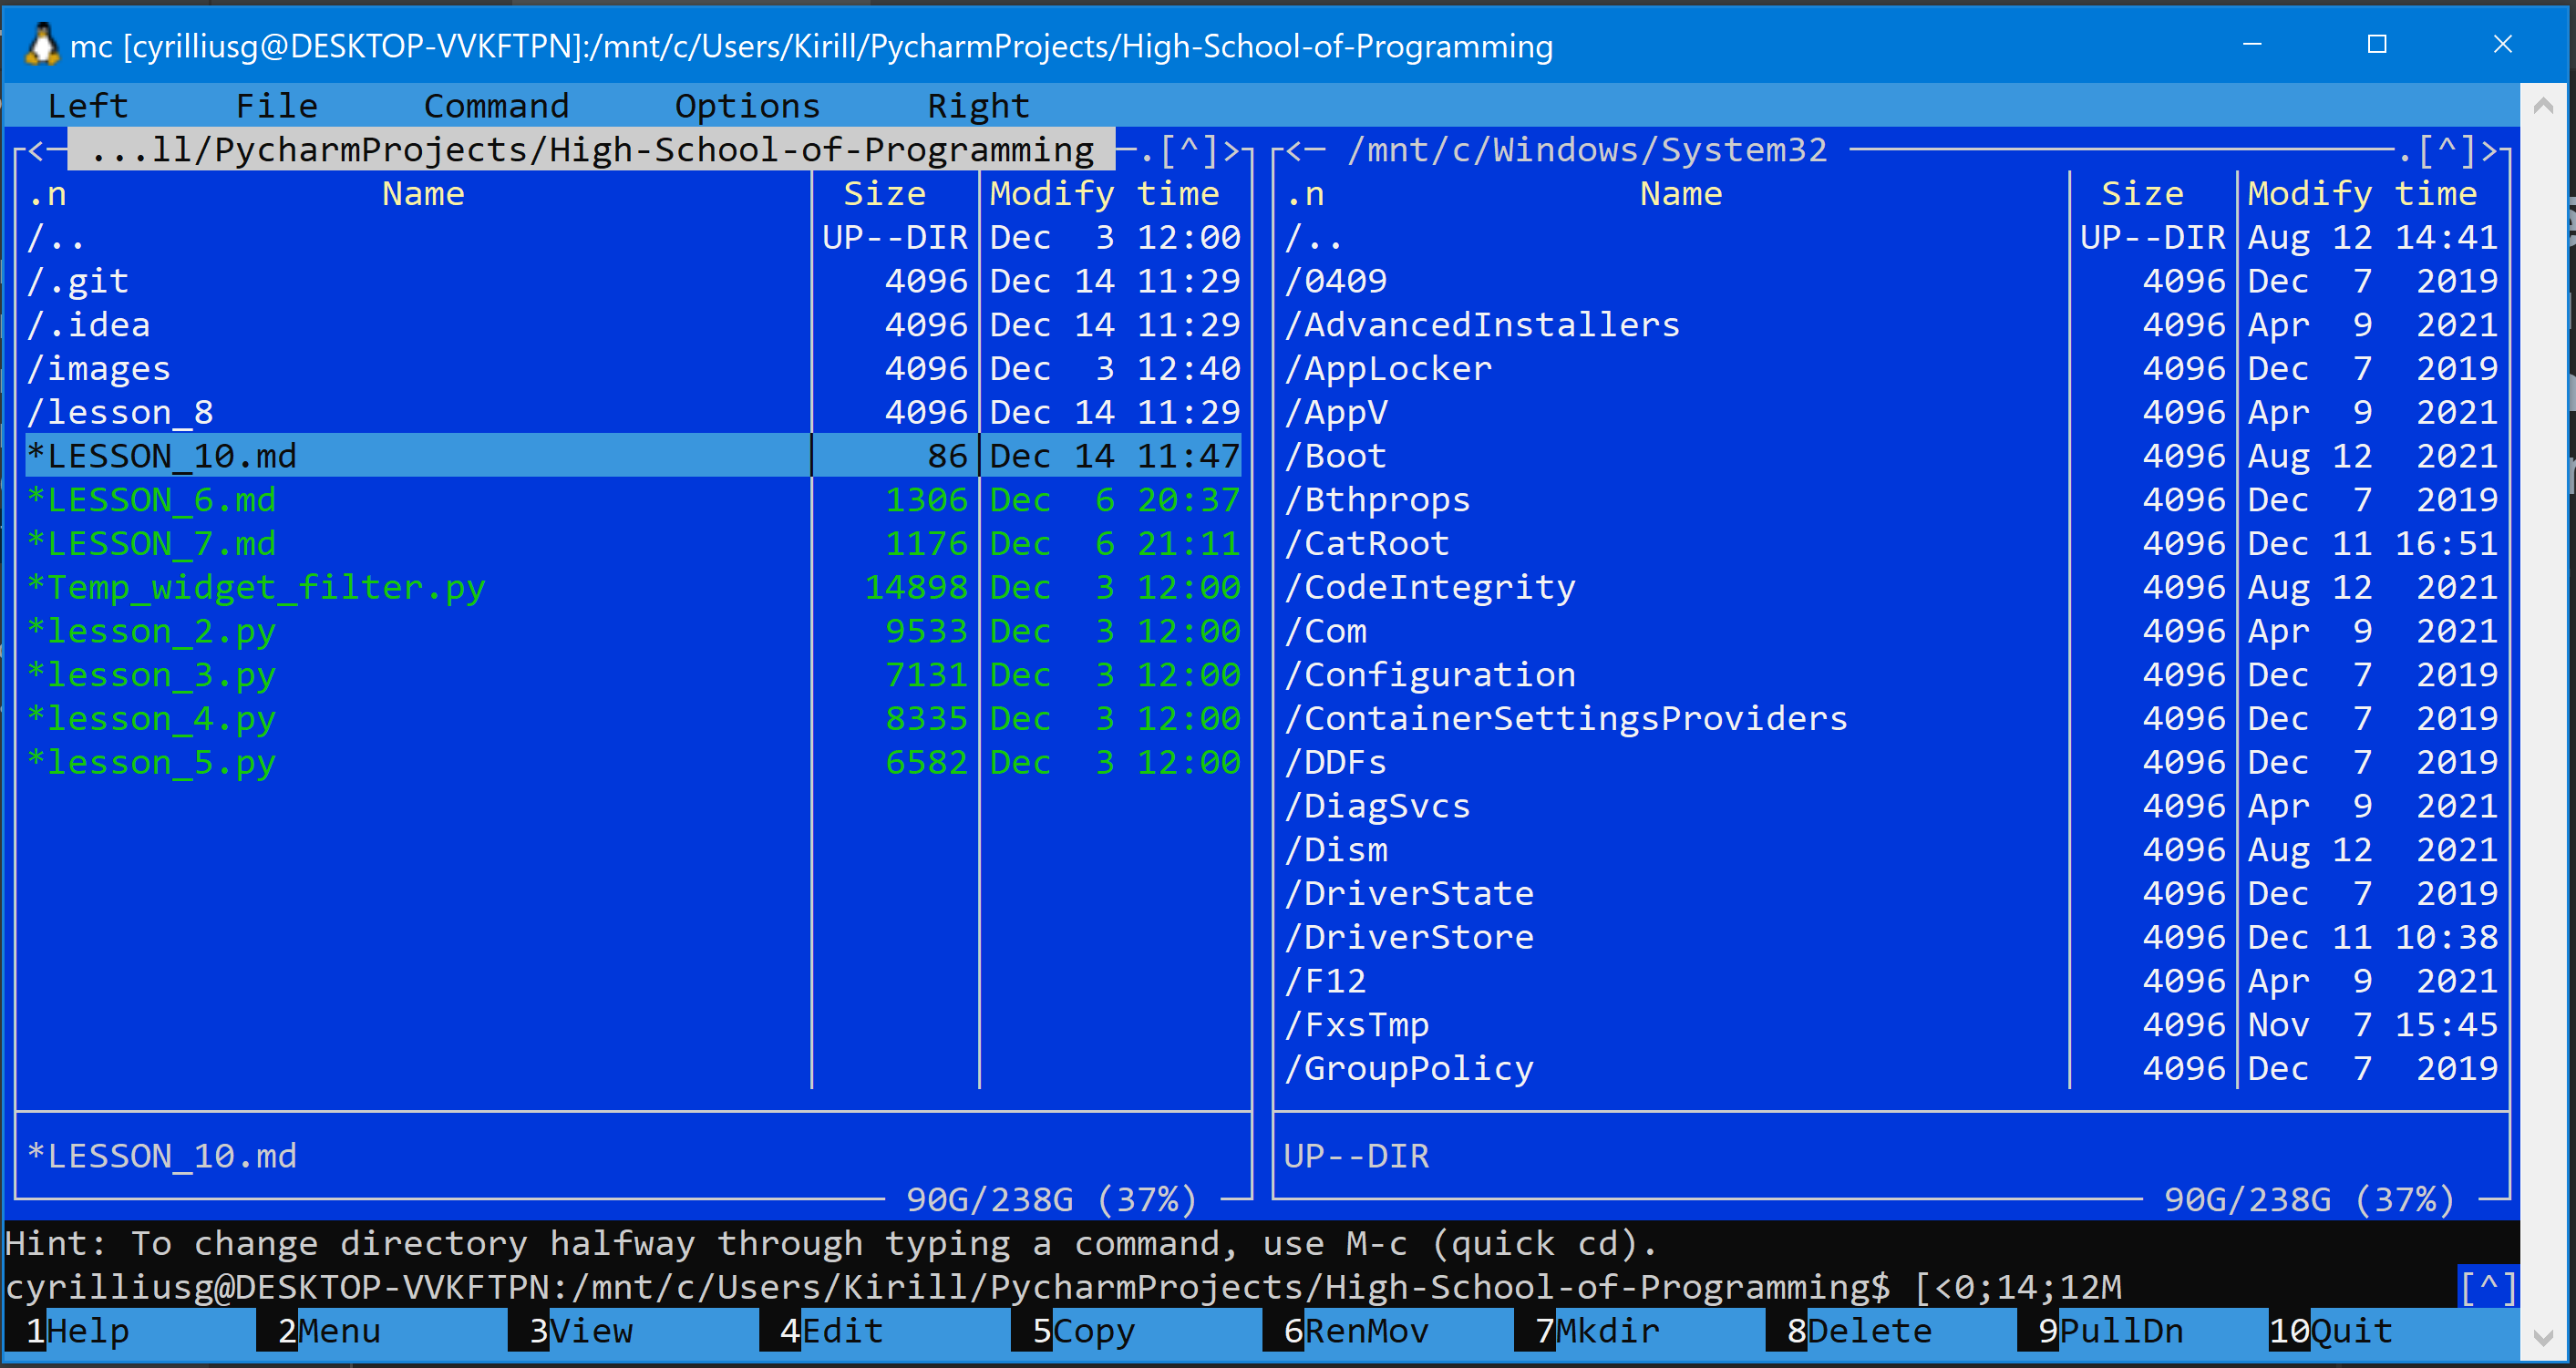 mc [cyrilliusg@DESKTOP-VVKFTPN]:/mnt/c/Users/Kirill/PycharmProjects/High-School-of-Programming
Left File Command Options Right
<─ ...ll/PycharmProjects/High-School-of-Programming ─.[^]>
.n Name Size Modify time
/.. UP--DIR Dec 3 12:00
/.git 4096 Dec 14 11:29
/.idea 4096 Dec 14 11:29
/images 4096 Dec 3 12:40
/lesson_8 4096 Dec 14 11:29
*LESSON_10.md 86 Dec 14 11:47
*LESSON_6.md 1306 Dec 6 20:37
*LESSON_7.md 1176 Dec 6 21:11
*Temp_widget_filter.py 14898 Dec 3 12:00
*lesson_2.py 9533 Dec 3 12:00
*lesson_3.py 7131 Dec 3 12:00
*lesson_4.py 8335 Dec 3 12:00
*lesson_5.py 6582 Dec 3 12:00
*LESSON_10.md
90G/238G (37%)
<─ /mnt/c/Windows/System32 ─.[^]>
.n Name Size Modify time
/.. UP--DIR Aug 12 14:41
/0409 4096 Dec 7 2019
/AdvancedInstallers 4096 Apr 9 2021
/AppLocker 4096 Dec 7 2019
/AppV 4096 Apr 9 2021
/Boot 4096 Aug 12 2021
/Bthprops 4096 Dec 7 2019
/CatRoot 4096 Dec 11 16:51
/CodeIntegrity 4096 Aug 12 2021
/Com 4096 Apr 9 2021
/Configuration 4096 Dec 7 2019
/ContainerSettingsProviders 4096 Dec 7 2019
/DDFs 4096 Dec 7 2019
/DiagSvcs 4096 Apr 9 2021
/Dism 4096 Aug 12 2021
/DriverState 4096 Dec 7 2019
/DriverStore 4096 Dec 11 10:38
/F12 4096 Apr 9 2021
/FxsTmp 4096 Nov 7 15:45
/GroupPolicy 4096 Dec 7 2019
UP--DIR
90G/238G (37%)
Hint: To change directory halfway through typing a command, use M-c (quick cd).
cyrilliusg@DESKTOP-VVKFTPN:/mnt/c/Users/Kirill/PycharmProjects/High-School-of-Programming$ [<0;14;12M [^]
1Help 2Menu 3View 4Edit 5Copy 6RenMov 7Mkdir 8Delete 9PullDn 10Quit